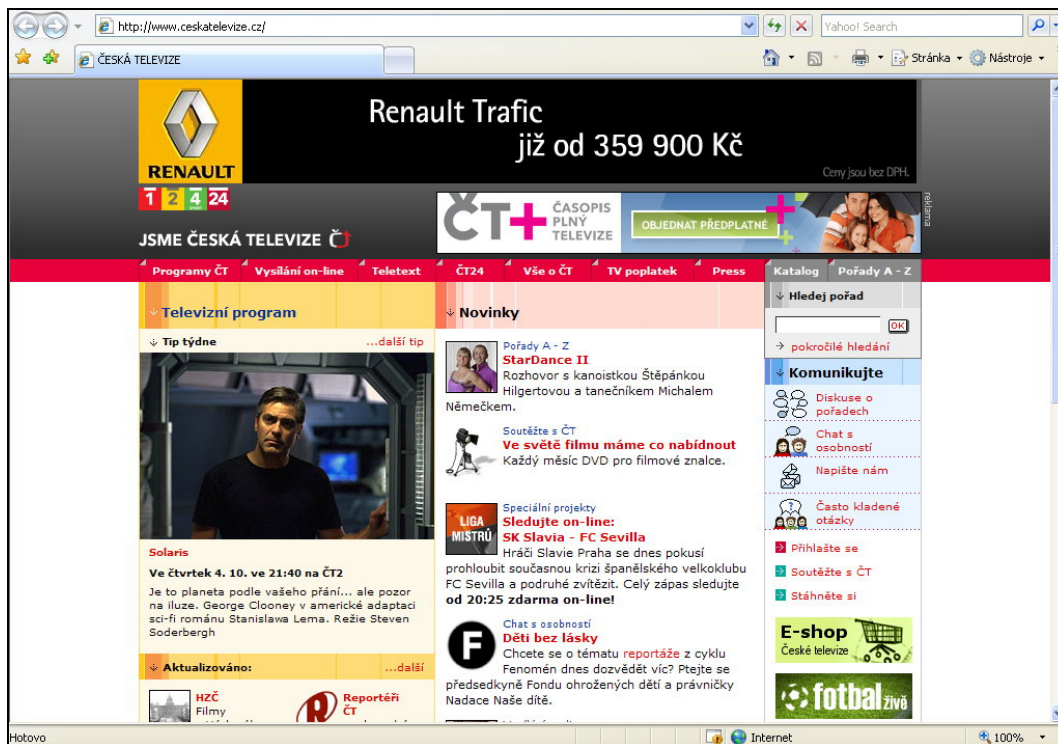 http://www.ceskatelevize.cz/
Yahoo! Search
ČESKÁ TELEVIZE
Stránka
Nástroje
RENAULT
Renault Trafic
již od 359 900 Kč
Ceny jsou bez DPH.
1 2 4 24
JSME ČESKÁ TELEVIZE
ČT+ ČASOPIS
PLNÝ
TELEVIZE
OBJEDNAT PŘEDPLATNÉ
reklama
Programy ČT
Vysílání on-line
Teletext
ČT24
Vše o ČT
TV poplatek
Press
Katalog
Pořady A - Z
Televizní program
Tip týdne
...další tip
Solaris
Ve čtvrtek 4. 10. ve 21:40 na ČT2
Je to planeta podle vašeho přání... ale pozor
na iluze. George Clooney v americké adaptaci
sci-fi románu Stanislawa Lema. Režie Steven
Soderbergh
Aktualizováno:
...další
HZČ
Filmy
Reportéři
ČT
Novinky
Pořady A - Z
StarDance II
Rozhovor s kanoistkou Štěpánkou
Hilgertovou a tanečníkem Michalem
Němečkem.
Soutěžte s ČT
Ve světě filmu máme co nabídnout
Každý měsíc DVD pro filmové znalce.
LIGA
MISTRŮ
Speciální projekty
Sledujte on-line:
SK Slavia - FC Sevilla
Hráči Slavie Praha se dnes pokusí
prohloubit současnou krizi španělského velkoklubu
FC Sevilla a podruhé zvítězit. Celý zápas sledujte
od 20:25 zdarma on-line!
F
Chat s osobností
Děti bez lásky
Chcete se o tématu reportáže z cyklu
Fenomén dnes dozvědět víc? Ptejte se
předsedkyně Fondu ohrožených dětí a právničky
Nadace Naše dítě.
Hledej pořad
OK
pokročilé hledání
Komunikujte
Diskuse o
pořadech
Chat s
osobností
Napište nám
Často kladené
otázky
Přihlašte se
Soutěžte s ČT
Stáhněte si
E-shop
České televize
fotbal živě
Hotovo
Internet
100%